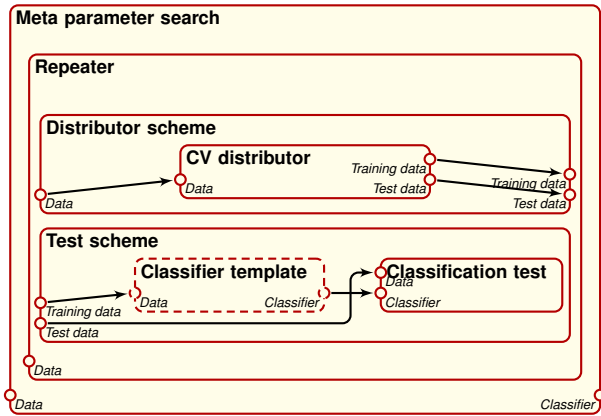 Meta parameter search
Repeater
Distributor scheme
CV distributor
Training data
Data
Test data
Training data
Data
Test data
Test scheme
Classifier template
Classification test
Data
Data
Classifier
Classifier
Training data
Test data
Data
Data
Classifier